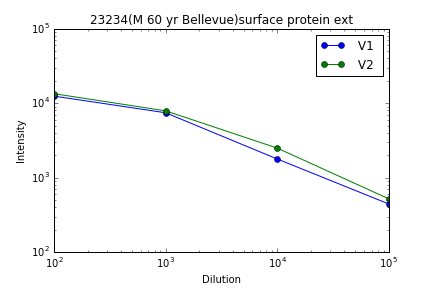 23234(M 60 yr Bellevue)surface protein ext
10^5
10^4
10^3
10^2
Intensity
V1
V2
10^2
10^3
10^4
10^5
Dilution